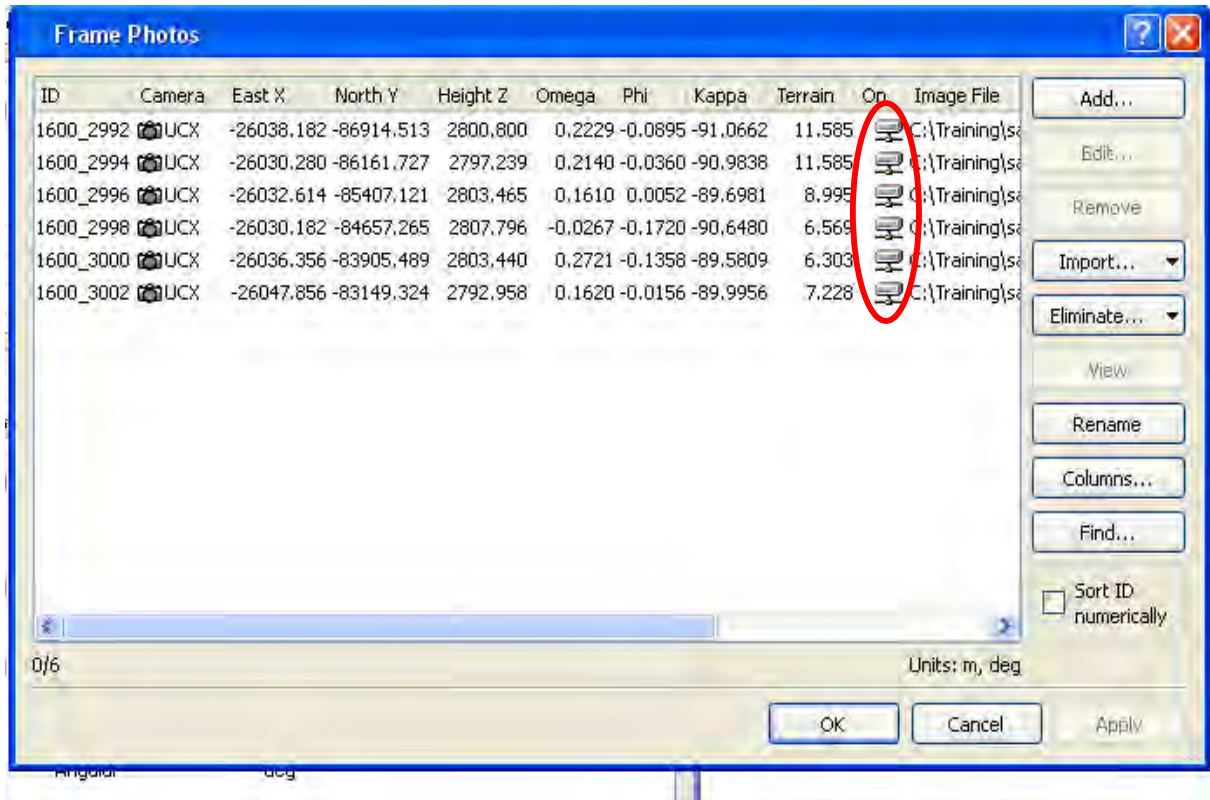 Frame Photos
ID Camera East X North Y Height Z Omega Phi Kappa Terrain On Image File
1600_2992 UCX -26038.182 -86914.513 2800.800 0.2229 -0.0895 -91.0662 11.585 C:\Training\sa
1600_2994 UCX -26030.280 -86161.727 2797.239 0.2140 -0.0360 -90.9838 11.585 C:\Training\sa
1600_2996 UCX -26032.614 -85407.121 2803.465 0.1610 0.0052 -89.6981 8.995 C:\Training\sa
1600_2998 UCX -26030.182 -84657.265 2807.796 -0.0267 -0.1720 -90.6480 6.569 C:\Training\sa
1600_3000 UCX -26036.356 -83905.489 2803.440 0.2721 -0.1358 -89.5809 6.303 C:\Training\sa
1600_3002 UCX -26047.856 -83149.324 2792.958 0.1620 -0.0156 -89.9956 7.228 C:\Training\sa
Add...
Edit...
Remove
Import...
Eliminate...
View
Rename
Columns...
Find...
Sort ID
numerically
0/6 Units: m, deg
OK Cancel Apply
Angular deg